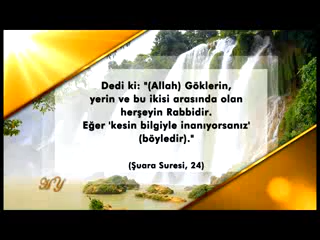 Dedi ki: "(Allah) Göklerin,
yerin ve bu ikisi arasında olan
herşeyin Rabbidir.
Eğer 'kesin bilgiyle inanıyorsanız'
(böyledir)."
(Şuara Suresi, 24)
HY